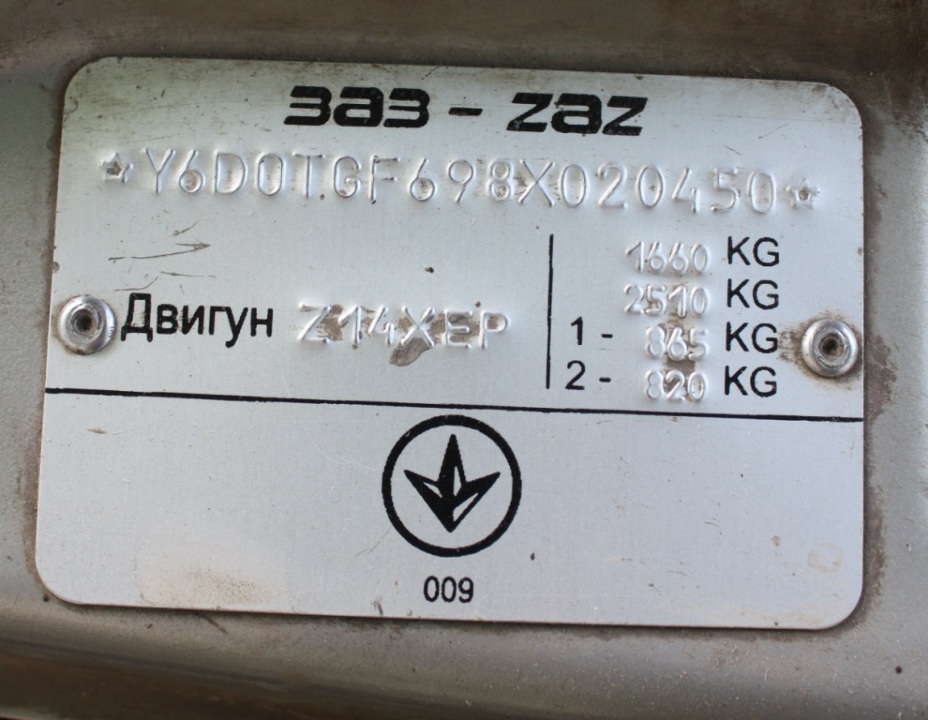 ЗАЗ - ZAZ
*Y6D0TGF698X020450*
1660 KG
2510 KG
Двигун Z14XEP
1 - 865 KG
2 - 820 KG
009